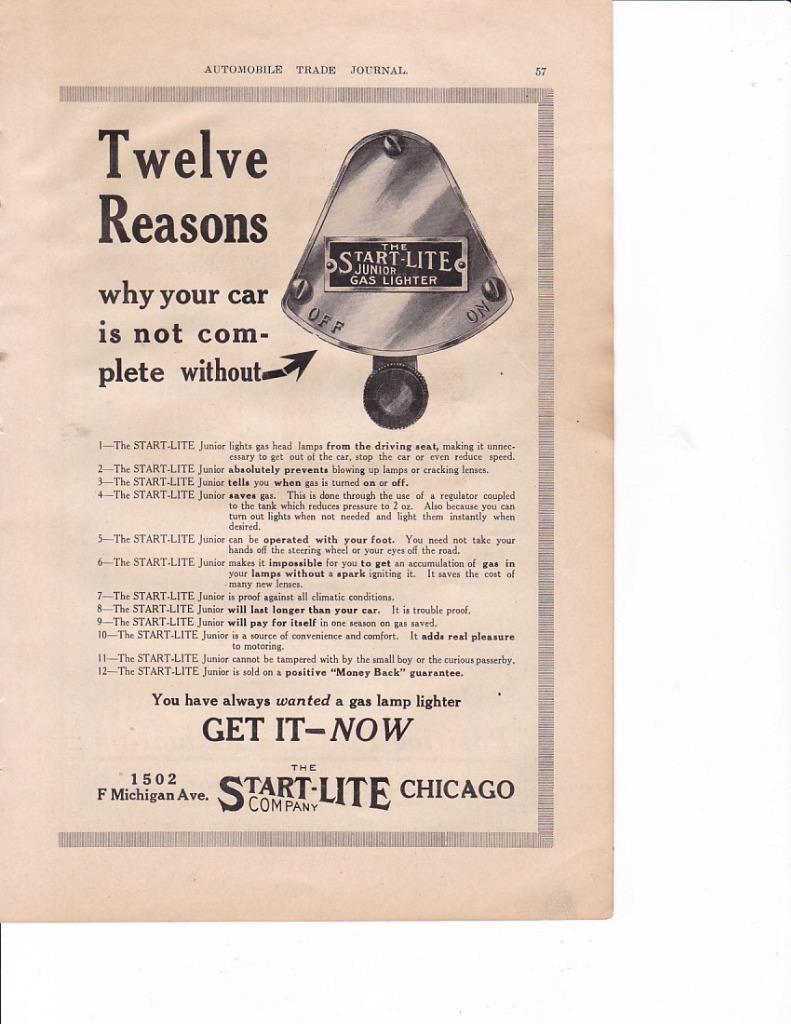 AUTOMOBILE TRADE JOURNAL.
57
Twelve
Reasons
why your car
is not com-
plete without
THE
START-LITE
JUNIOR
GAS LIGHTER
OFF
ON
1—The START-LITE Junior lights gas head lamps from the driving seat, making it unnec-
essary to get out of the car, stop the car or even reduce speed.
2—The START-LITE Junior absolutely prevents blowing up lamps or cracking lenses.
3—The START-LITE Junior tells you when gas is turned on or off.
4—The START-LITE Junior saves gas. This is done through the use of a regulator coupled
to the tank which reduces pressure to 2 oz. Also because you can
turn out lights when not needed and light them instantly when
desired.
5—The START-LITE Junior can be operated with your foot. You need not take your
hands off the steering wheel or your eyes off the road.
6—The START-LITE Junior makes it impossible for you to get an accumulation of gas in
your lamps without a spark igniting it. It saves the cost of
many new lenses.
7—The START-LITE Junior is proof against all climatic conditions.
8—The START-LITE Junior will last longer than your car. It is trouble proof.
9—The START-LITE Junior will pay for itself in one season on gas saved.
10—The START-LITE Junior is a source of convenience and comfort. It adds real pleasure
to motoring.
11—The START-LITE Junior cannot be tampered with by the small boy or the curious passerby.
12—The START-LITE Junior is sold on a positive "Money Back" guarantee.
You have always wanted a gas lamp lighter
GET IT—NOW
1502
F Michigan Ave.
THE
START-LITE
COMPANY
CHICAGO